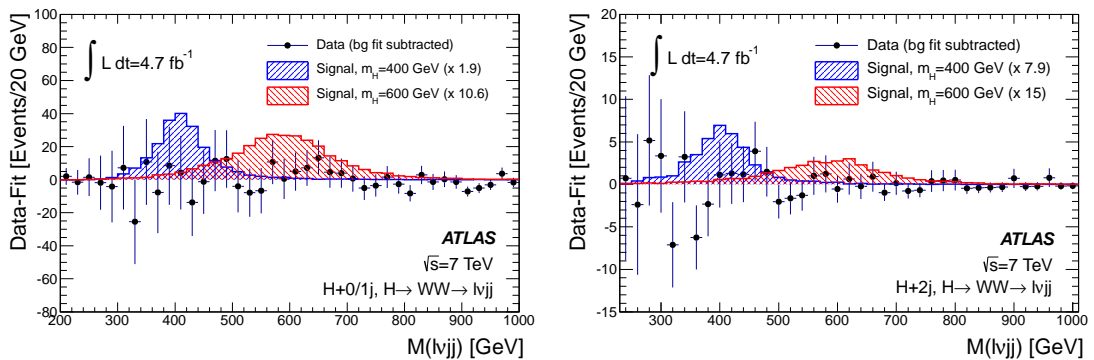 Data-Fit [Events/20 GeV]
100
80
60
40
20
0
-20
-40
-60
-80
∫ L dt=4.7 fb⁻¹
Data (bg fit subtracted)
Signal, m_H=400 GeV (x 1.9)
Signal, m_H=600 GeV (x 10.6)
ATLAS
√s=7 TeV
H+0/1j, H→ WW→ lνjj
200 300 400 500 600 700 800 900 1000
M(lνjj) [GeV]
Data-Fit [Events/20 GeV]
20
15
10
5
0
-5
-10
-15
∫ L dt=4.7 fb⁻¹
Data (bg fit subtracted)
Signal, m_H=400 GeV (x 7.9)
Signal, m_H=600 GeV (x 15)
ATLAS
√s=7 TeV
H+2j, H→ WW→ lνjj
300 400 500 600 700 800 900 1000
M(lνjj) [GeV]